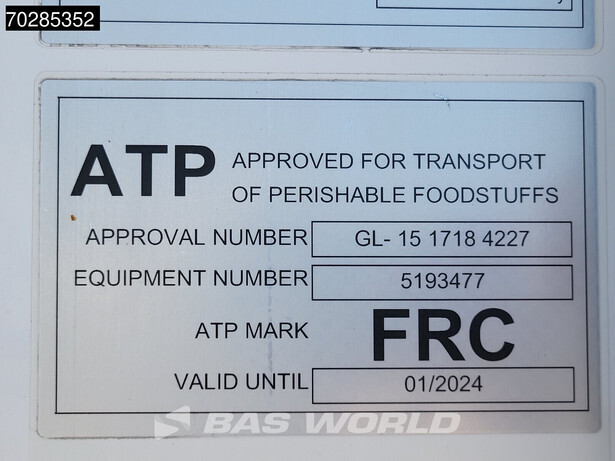 70285352
ATP APPROVED FOR TRANSPORT
OF PERISHABLE FOODSTUFFS
APPROVAL NUMBER GL- 15 1718 4227
EQUIPMENT NUMBER 5193477
ATP MARK FRC
VALID UNTIL 01/2024
BAS WORLD